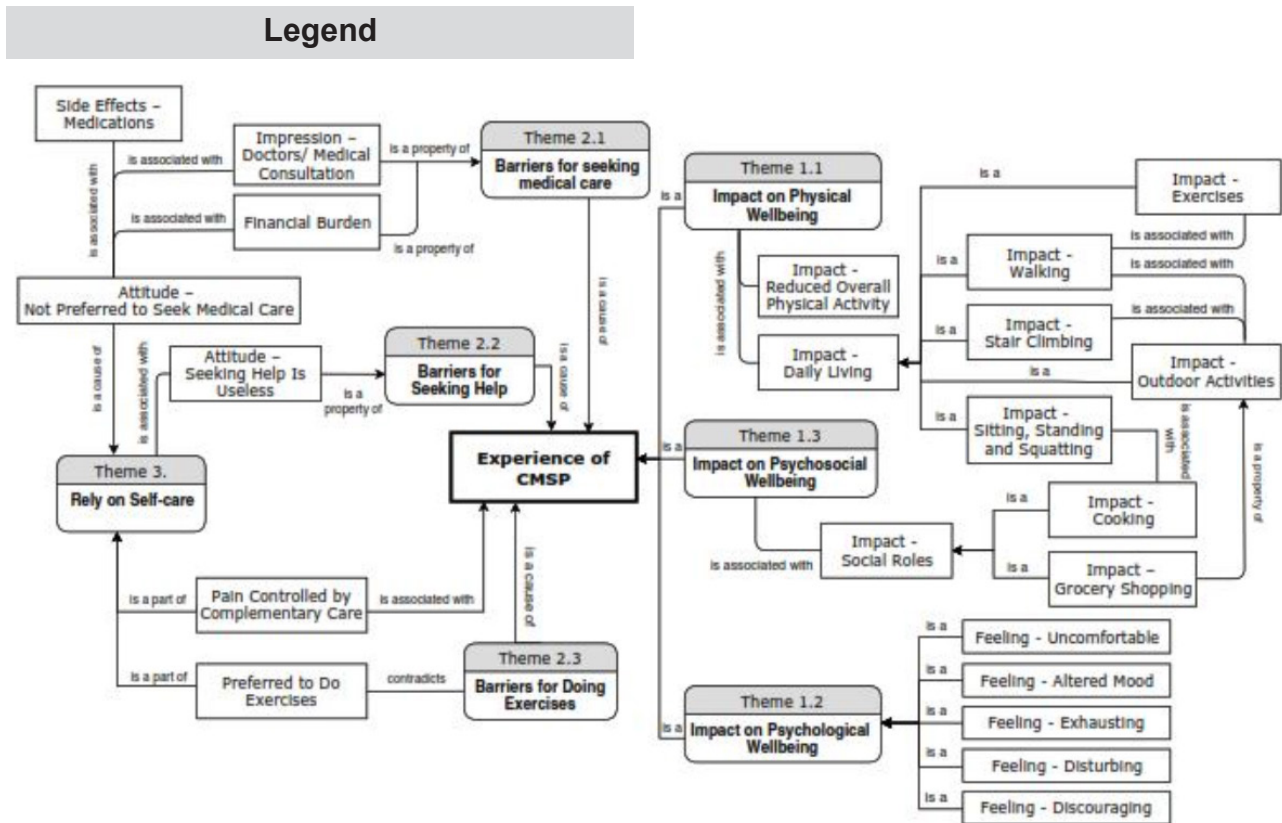 Legend
Side Effects –
Medications
is associated with
is associated with
Impression –
Doctors/ Medical
Consultation
is a property of
Theme 2.1
Barriers for seeking
medical care
is associated with
Financial Burden
is a property of
Attitude –
Not Preferred to Seek Medical Care
is a cause of
is a cause of
is associated with
Attitude –
Seeking Help Is
Useless
is a
property of
Theme 2.2
Barriers for
Seeking Help
is a cause of
Theme 3.
Rely on Self-care
Experience of
CMSP
is a part of
Pain Controlled by
Complementary Care
is associated with
is a cause of
is a part of
Preferred to Do
Exercises
contradicts
Theme 2.3
Barriers for Doing
Exercises
is a
Theme 1.1
Impact on Physical
Wellbeing
is associated with
Impact -
Reduced Overall
Physical Activity
Impact -
Daily Living
is a
Impact -
Exercises
is associated with
is a
Impact -
Walking
is associated with
is a
Impact -
Stair Climbing
is associated with
is a
Impact -
Outdoor Activities
is a
Impact -
Sitting, Standing
and Squatting
is associated
with
is a property of
is a
Theme 1.3
Impact on Psychosocial
Wellbeing
is associated with
Impact -
Social Roles
is a
Impact -
Cooking
is a
Impact –
Grocery Shopping
is a
Theme 1.2
Impact on Psychological
Wellbeing
is a
Feeling - Uncomfortable
is a
Feeling - Altered Mood
is a
Feeling - Exhausting
is a
Feeling - Disturbing
is a
Feeling - Discouraging